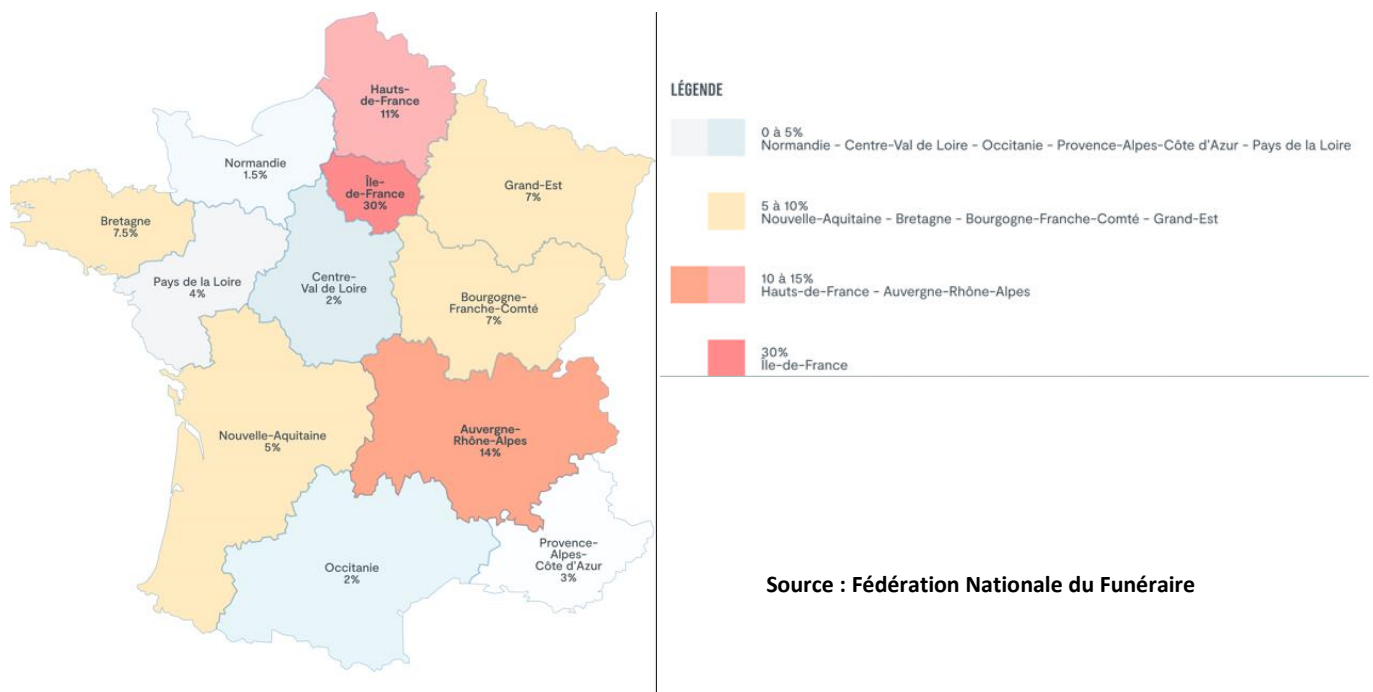 Hauts-
de-France
11%
Normandie
1.5%
Île-
de-France
30%
Grand-Est
7%
Bretagne
7.5%
Pays de la Loire
4%
Centre-
Val de Loire
2%
Bourgogne-
Franche-Comté
7%
Nouvelle-Aquitaine
5%
Auvergne-
Rhône-Alpes
14%
Occitanie
2%
Provence-
Alpes-
Côte d'Azur
3%
LÉGENDE
0 à 5%
Normandie - Centre-Val de Loire - Occitanie - Provence-Alpes-Côte d'Azur - Pays de la Loire
5 à 10%
Nouvelle-Aquitaine - Bretagne - Bourgogne-Franche-Comté - Grand-Est
10 à 15%
Hauts-de-France - Auvergne-Rhône-Alpes
30%
Île-de-France
Source : Fédération Nationale du Funéraire